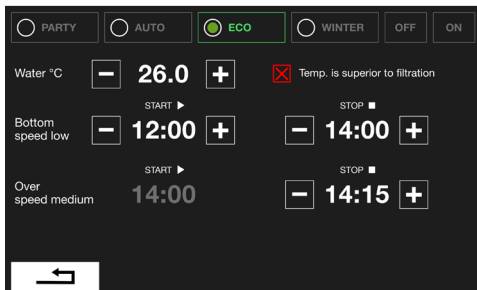 PARTY AUTO ECO WINTER OFF ON
Water °C − 26.0 + Temp. is superior to filtration
START ▶ STOP ■
Bottom
speed low − 12:00 + − 14:00 +
START ▶ STOP ■
Over
speed medium 14:00 − 14:15 +